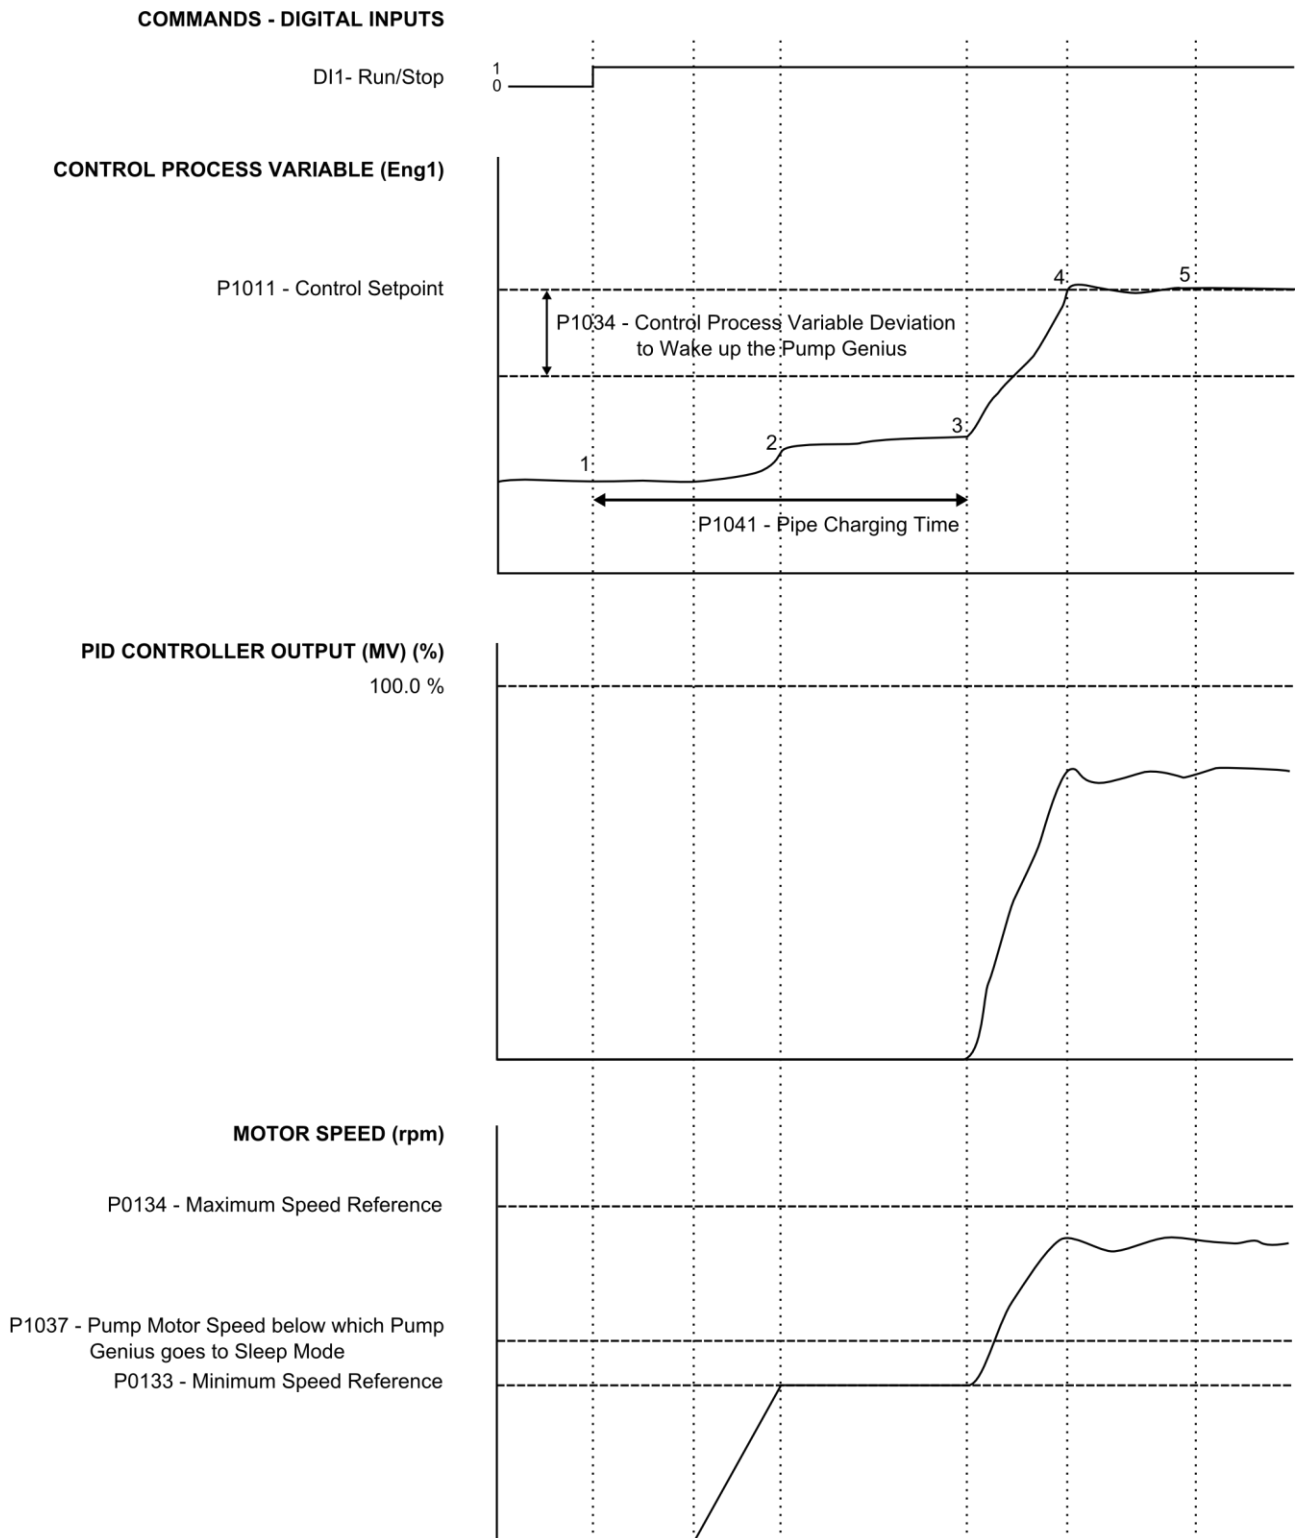 COMMANDS - DIGITAL INPUTS
DI1- Run/Stop
1
0
CONTROL PROCESS VARIABLE (Eng1)
P1011 - Control Setpoint
4
5
P1034 - Control Process Variable Deviation
to Wake up the Pump Genius
3
2
1
P1041 - Pipe Charging Time
PID CONTROLLER OUTPUT (MV) (%)
100.0 %
MOTOR SPEED (rpm)
P0134 - Maximum Speed Reference
P1037 - Pump Motor Speed below which Pump
Genius goes to Sleep Mode
P0133 - Minimum Speed Reference